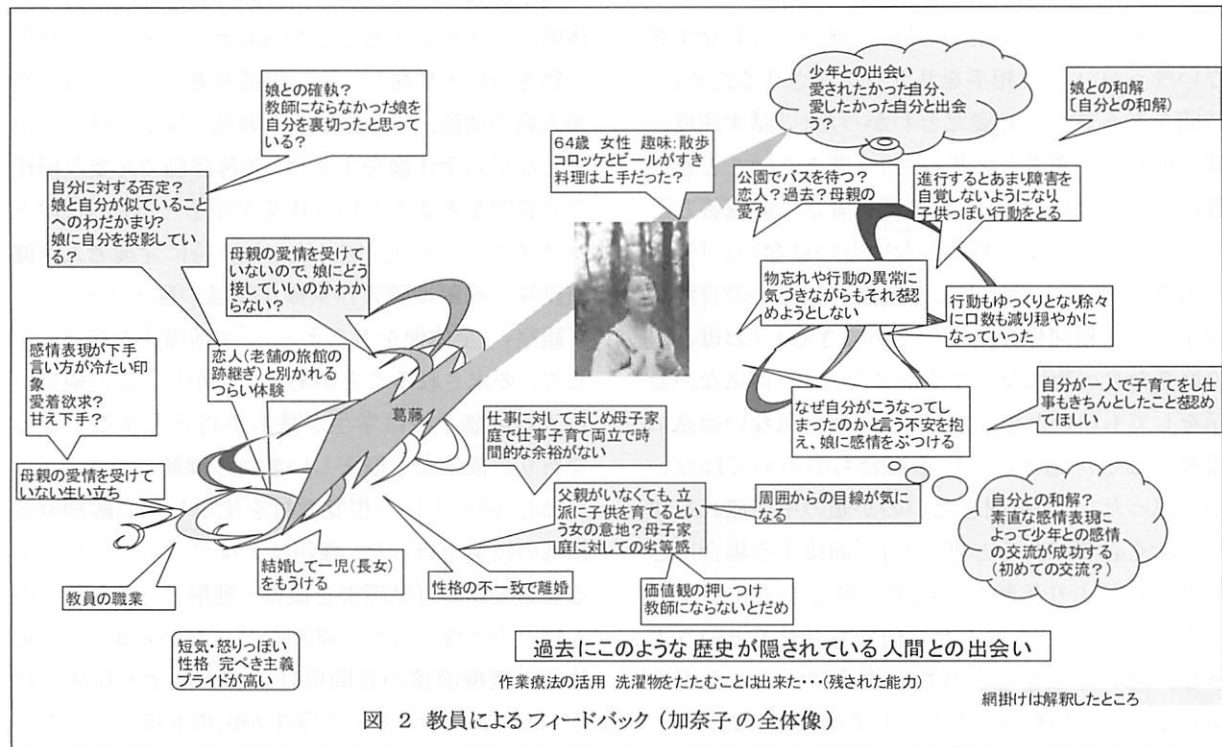 少年との出会い
愛されたかった自分、
愛したかった自分と出会
う?
娘との和解
〔自分との和解〕
娘との確執?
教師にならなかった娘を
自分を裏切ったと思って
いる?
64歳 女性 趣味:散歩
コロッケとビールがすき
料理は上手だった?
公園でバスを待つ?
恋人?過去?母親の
愛?
進行するとあまり障害を
自覚しないようになり
子供っぽい行動をとる
自分に対する否定?
娘と自分が似ていること
へのわだかまり?
娘に自分を投影してい
る?
母親の愛情を受けて
いないので、娘にどう
接していいのかわか
らない?
物忘れや行動の異常に
気づきながらもそれを認
めようとしない
行動もゆっくりとなり徐々
に口数も減り穏やかに
なっていった
感情表現が下手
言い方が冷たい印
象
愛着欲求?
甘え下手?
恋人(老舗の旅館の
跡継ぎ)と別かれる
つらい体験
葛藤
仕事に対してまじめ母子家
庭で仕事子育て両立で時
間的な余裕がない
なぜ自分がこうなってし
まったのかと言う不安を抱
え、娘に感情をぶつける
自分が一人で子育てをし仕
事もきちんとしたことを認め
てほしい
母親の愛情を受けて
いない生い立ち
父親がいなくても、立
派に子供を育てるとい
う女の意地?母子家
庭に対しての劣等感
周囲からの目線が気に
なる
自分との和解?
素直な感情表現に
よって少年との感情
の交流が成功する
(初めての交流?)
教員の職業
結婚して一児(長女)
をもうける
性格の不一致で離婚
価値観の押しつけ
教師にならないとだめ
短気・怒りっぽい
性格 完ぺき主義
プライドが高い
過去にこのような歴史が隠されている人間との出会い
作業療法の活用 洗濯物をたたむことは出来た・・・(残された能力)
網掛けは解釈したところ
図 2 教員によるフィードバック (加奈子の全体像)